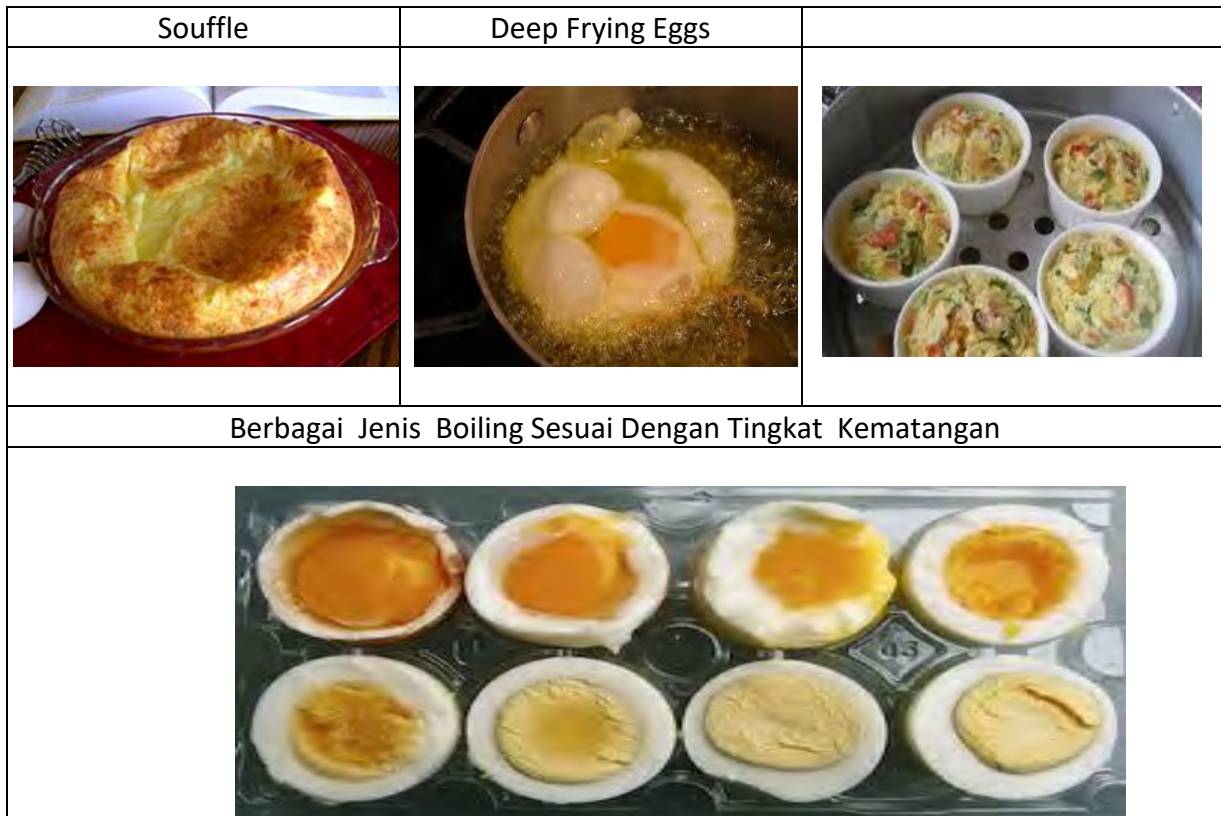 Souffle
Deep Frying Eggs
Berbagai Jenis Boiling Sesuai Dengan Tingkat Kematangan